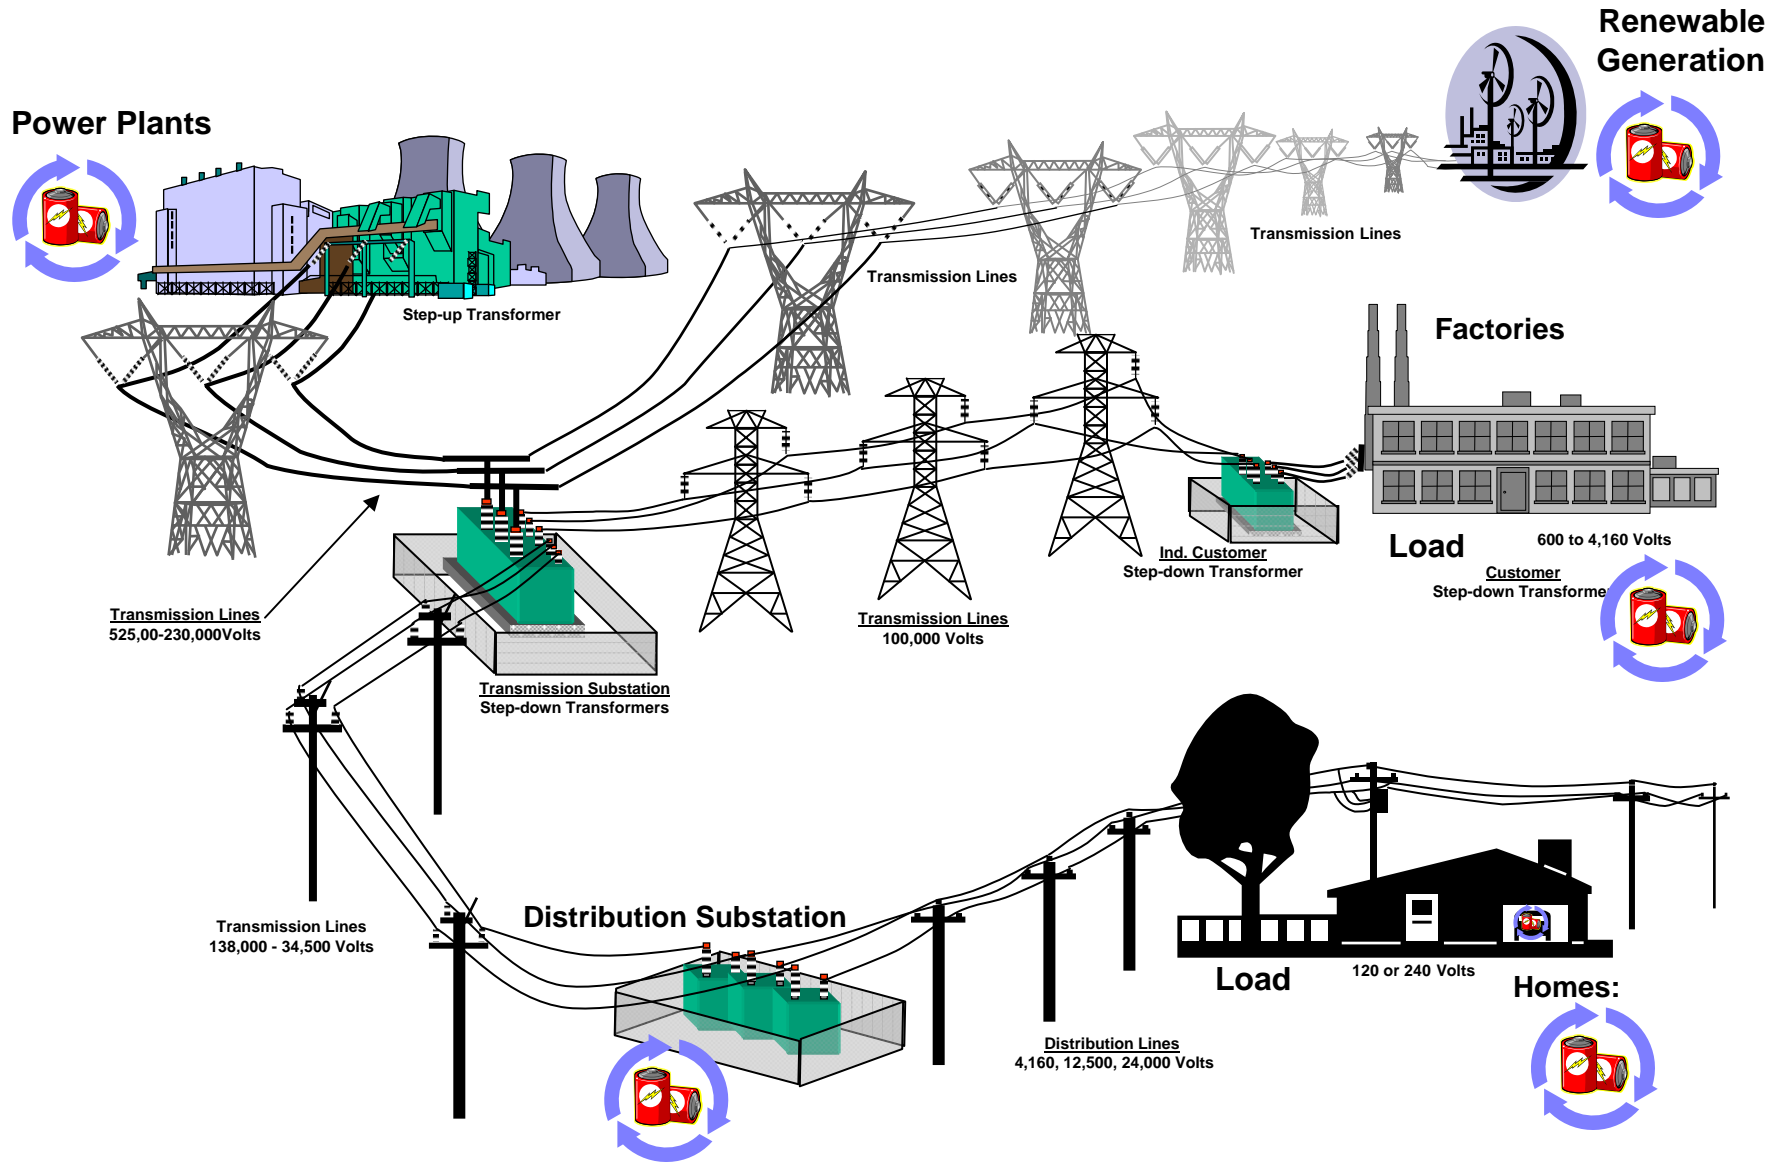 Renewable
Generation
Power Plants
Transmission Lines
Transmission Lines
Step-up Transformer
Factories
Load
600 to 4,160 Volts
Ind. Customer
Step-down Transformer
Customer
Step-down Transforme
Transmission Lines
525,00-230,000Volts
Transmission Lines
100,000 Volts
Transmission Substation
Step-down Transformers
Transmission Lines
138,000 - 34,500 Volts
Distribution Substation
Load
120 or 240 Volts
Homes:
Distribution Lines
4,160, 12,500, 24,000 Volts